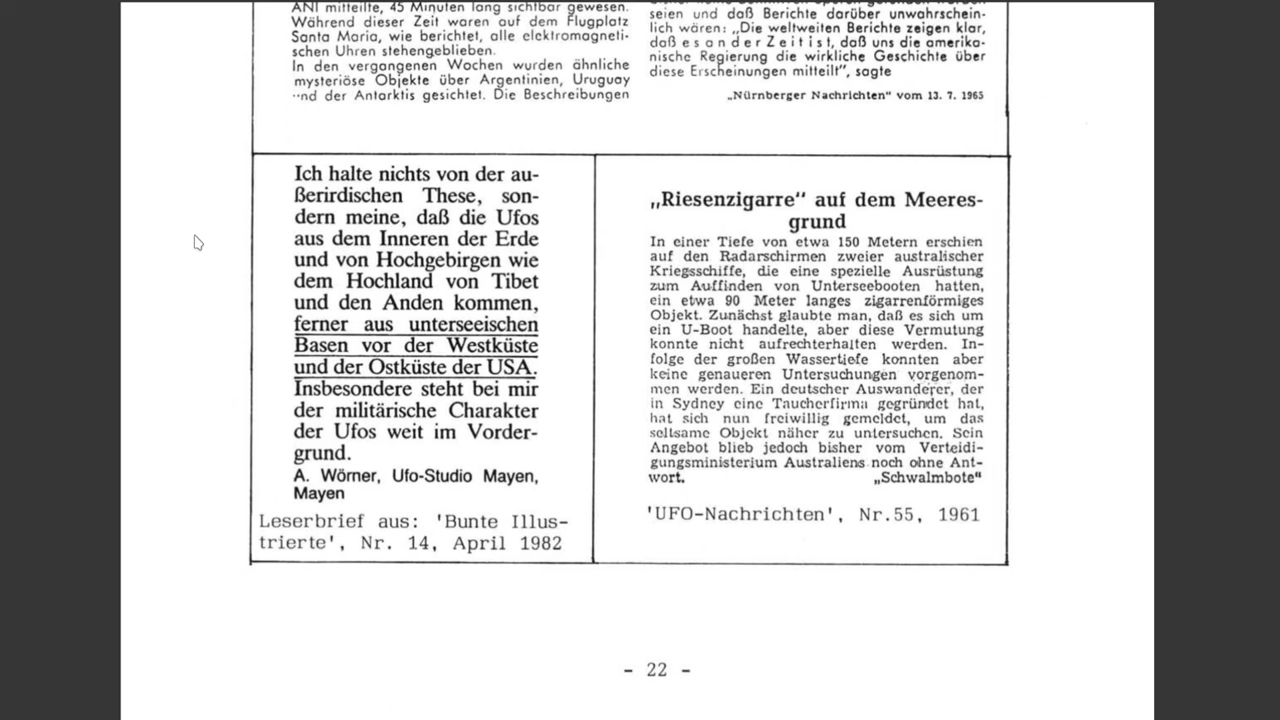 ANI mitteilte, 45 Minuten lang sichtbar gewesen.
Während dieser Zeit waren auf dem Flugplatz
Santa Maria, wie berichtet, alle elektromagneti-
schen Uhren stehengeblieben.
In den vergangenen Wochen wurden ähnliche
mysteriöse Objekte über Argentinien, Uruguay
und der Antarktis gesichtet. Die Beschreibungen
seien und daß Berichte darüber unwahrschein-
lich wären: „Die weltweiten Berichte zeigen klar,
daß e s a n d e r Z e i t i s t, daß uns die amerika-
nische Regierung die wirkliche Geschichte über
diese Erscheinungen mitteilt", sagte
„Nürnberger Nachrichten" vom 13. 7. 1965
Ich halte nichts von der au-
ßerirdischen These, son-
dern meine, daß die Ufos
aus dem Inneren der Erde
und von Hochgebirgen wie
dem Hochland von Tibet
und den Anden kommen,
ferner aus unterseeischen
Basen vor der Westküste
und der Ostküste der USA.
Insbesondere steht bei mir
der militärische Charakter
der Ufos weit im Vorder-
grund.
A. Wörner, Ufo-Studio Mayen,
Mayen
Leserbrief aus: 'Bunte Illus-
trierte', Nr. 14, April 1982
„Riesenzigarre" auf dem Meeres-
grund
In einer Tiefe von etwa 150 Metern erschien
auf den Radarschirmen zweier australischer
Kriegsschiffe, die eine spezielle Ausrüstung
zum Auffinden von Unterseebooten hatten,
ein etwa 90 Meter langes zigarrenförmiges
Objekt. Zunächst glaubte man, daß es sich um
ein U-Boot handelte, aber diese Vermutung
konnte nicht aufrechterhalten werden. In-
folge der großen Wassertiefe konnten aber
keine genaueren Untersuchungen vorgenom-
men werden. Ein deutscher Auswanderer, der
in Sydney eine Taucherfirma gegründet hat,
hat sich nun freiwillig gemeldet, um das
seltsame Objekt näher zu untersuchen. Sein
Angebot blieb jedoch bisher vom Verteidi-
gungsministerium Australiens noch ohne Ant-
wort. „Schwalmbote"
'UFO-Nachrichten', Nr.55, 1961
- 22 -